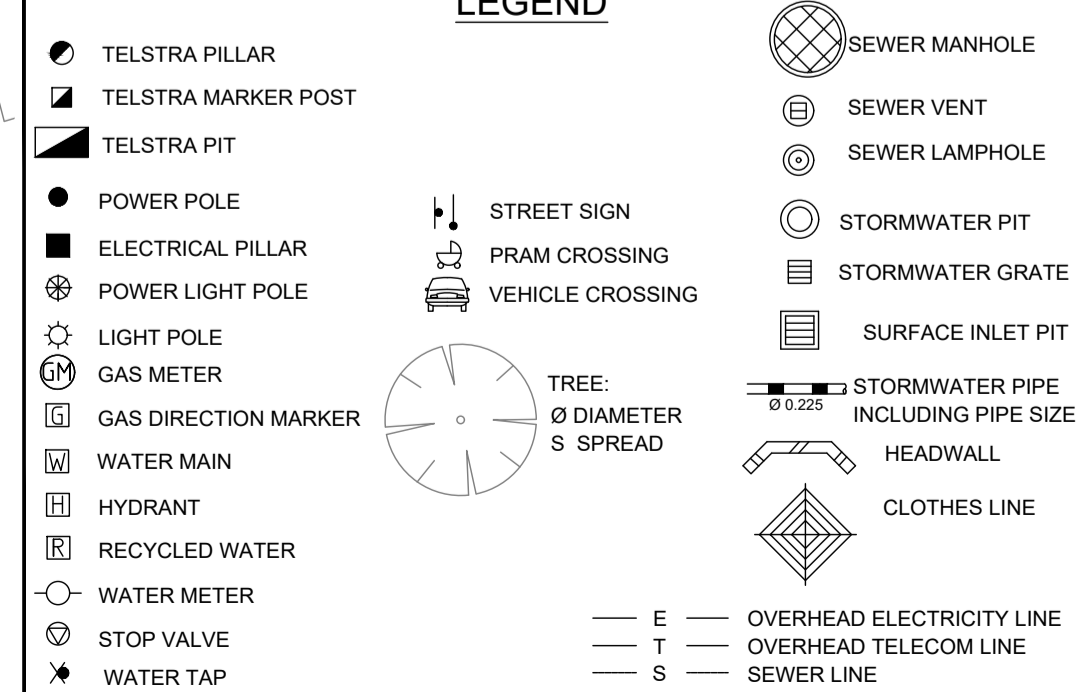 LEGEND
TELSTRA PILLAR
TELSTRA MARKER POST
TELSTRA PIT
POWER POLE
ELECTRICAL PILLAR
POWER LIGHT POLE
LIGHT POLE
GM GAS METER
G GAS DIRECTION MARKER
W WATER MAIN
H HYDRANT
R RECYCLED WATER
WATER METER
STOP VALVE
WATER TAP
STREET SIGN
PRAM CROSSING
VEHICLE CROSSING
TREE:
Ø DIAMETER
S SPREAD
SEWER MANHOLE
SEWER VENT
SEWER LAMPHOLE
STORMWATER PIT
STORMWATER GRATE
SURFACE INLET PIT
STORMWATER PIPE
Ø 0.225
INCLUDING PIPE SIZE
HEADWALL
CLOTHES LINE
E OVERHEAD ELECTRICITY LINE
T OVERHEAD TELECOM LINE
S SEWER LINE